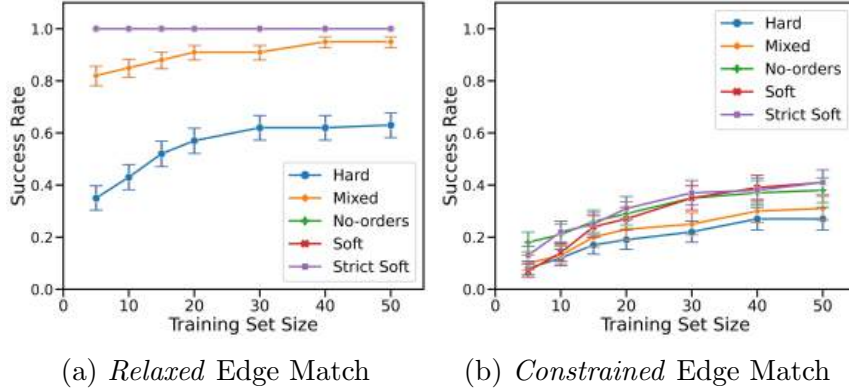 1.0
0.8
0.6
0.4
0.2
0.0
Success Rate
0 10 20 30 40 50
Training Set Size
Hard
Mixed
No-orders
Soft
Strict Soft
(a) Relaxed Edge Match
1.0
0.8
0.6
0.4
0.2
0.0
Success Rate
0 10 20 30 40 50
Training Set Size
Hard
Mixed
No-orders
Soft
Strict Soft
(b) Constrained Edge Match